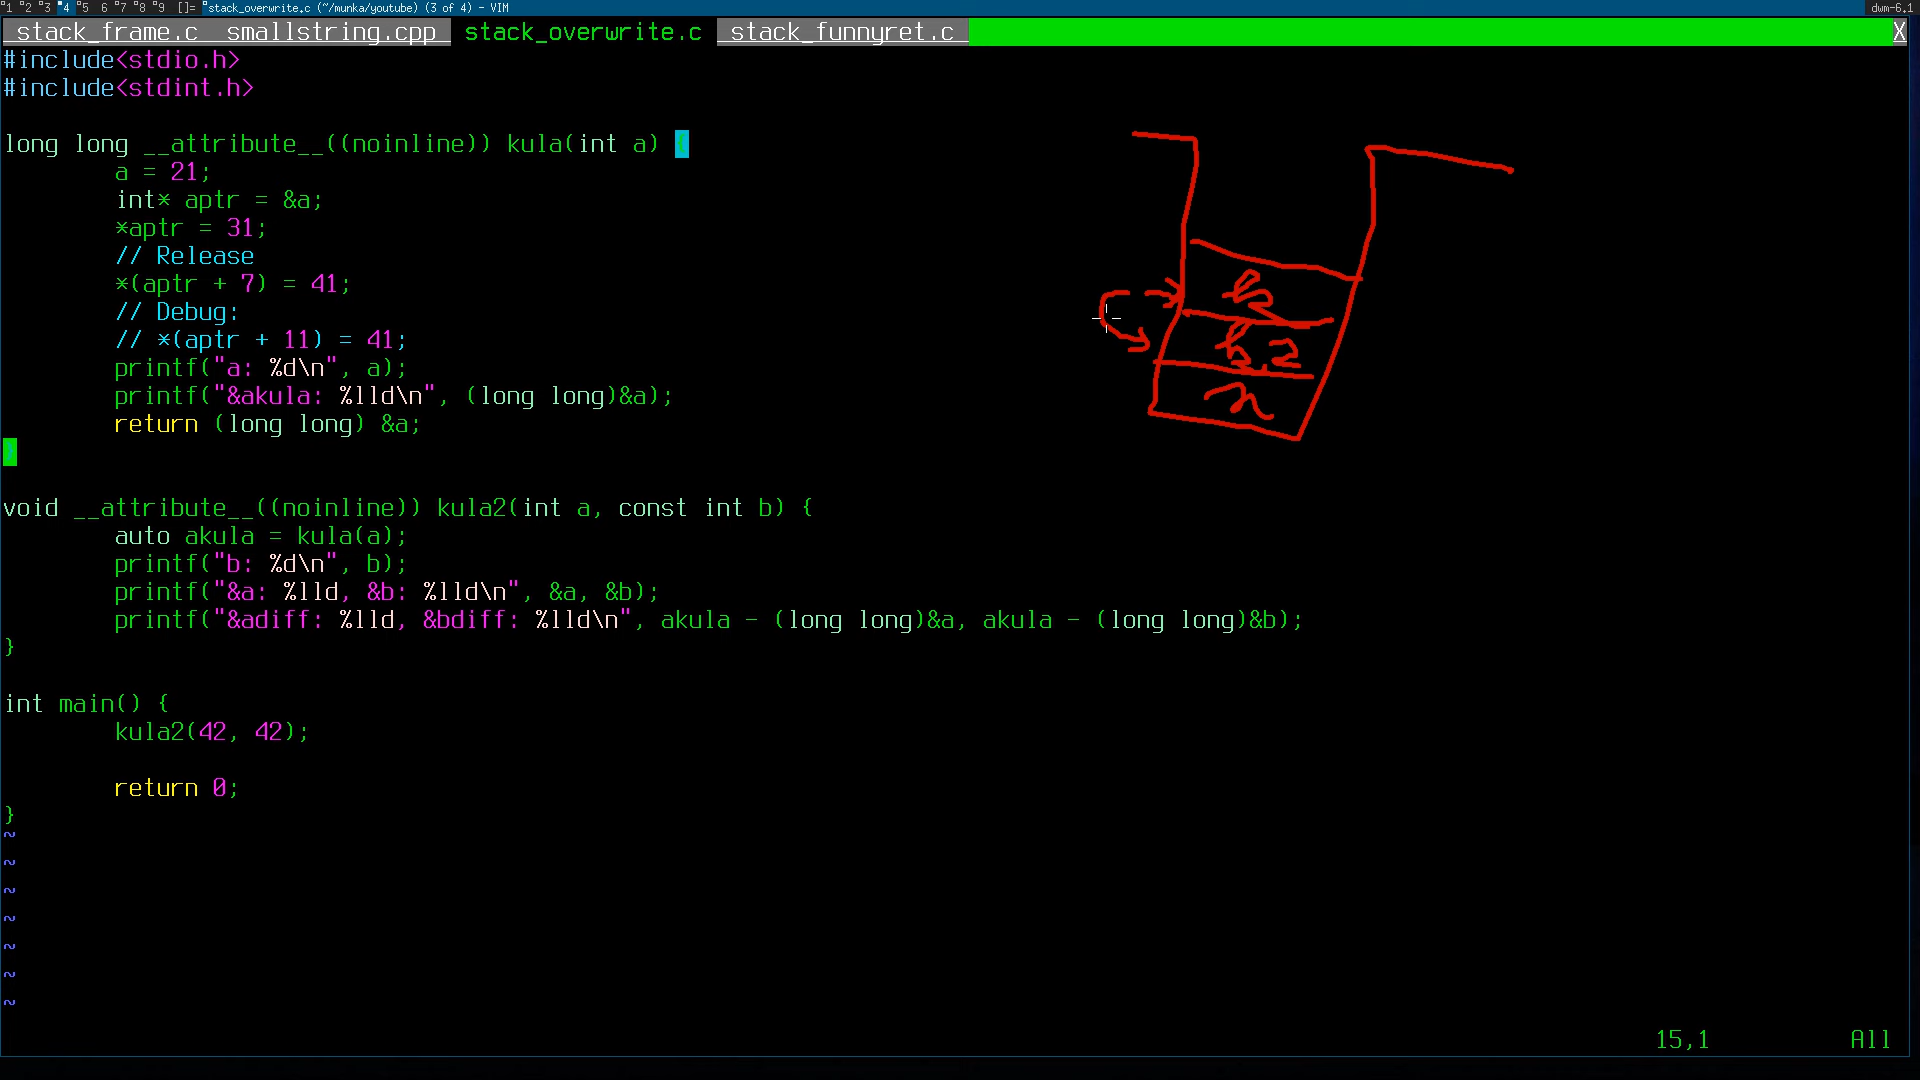 1 2 3 4 5 6 7 8 9 []= stack_overwrite.c (~/munka/youtube) (3 of 4) - VIM dwm-6.1
stack_frame.c smallstring.cpp stack_overwrite.c stack_funnyret.c X
#include<stdio.h>
#include<stdint.h>
long long __attribute__((noinline)) kula(int a) {
a = 21;
int* aptr = &a;
*aptr = 31;
// Release
*(aptr + 7) = 41;
// Debug:
// *(aptr + 11) = 41;
printf("a: %d\n", a);
printf("&akula: %lld\n", (long long)&a);
return (long long) &a;
}
void __attribute__((noinline)) kula2(int a, const int b) {
auto akula = kula(a);
printf("b: %d\n", b);
printf("&a: %lld, &b: %lld\n", &a, &b);
printf("&adiff: %lld, &bdiff: %lld\n", akula - (long long)&a, akula - (long long)&b);
}
int main() {
kula2(42, 42);
return 0;
}
~
~
~
~
~
~
~
15,1 All